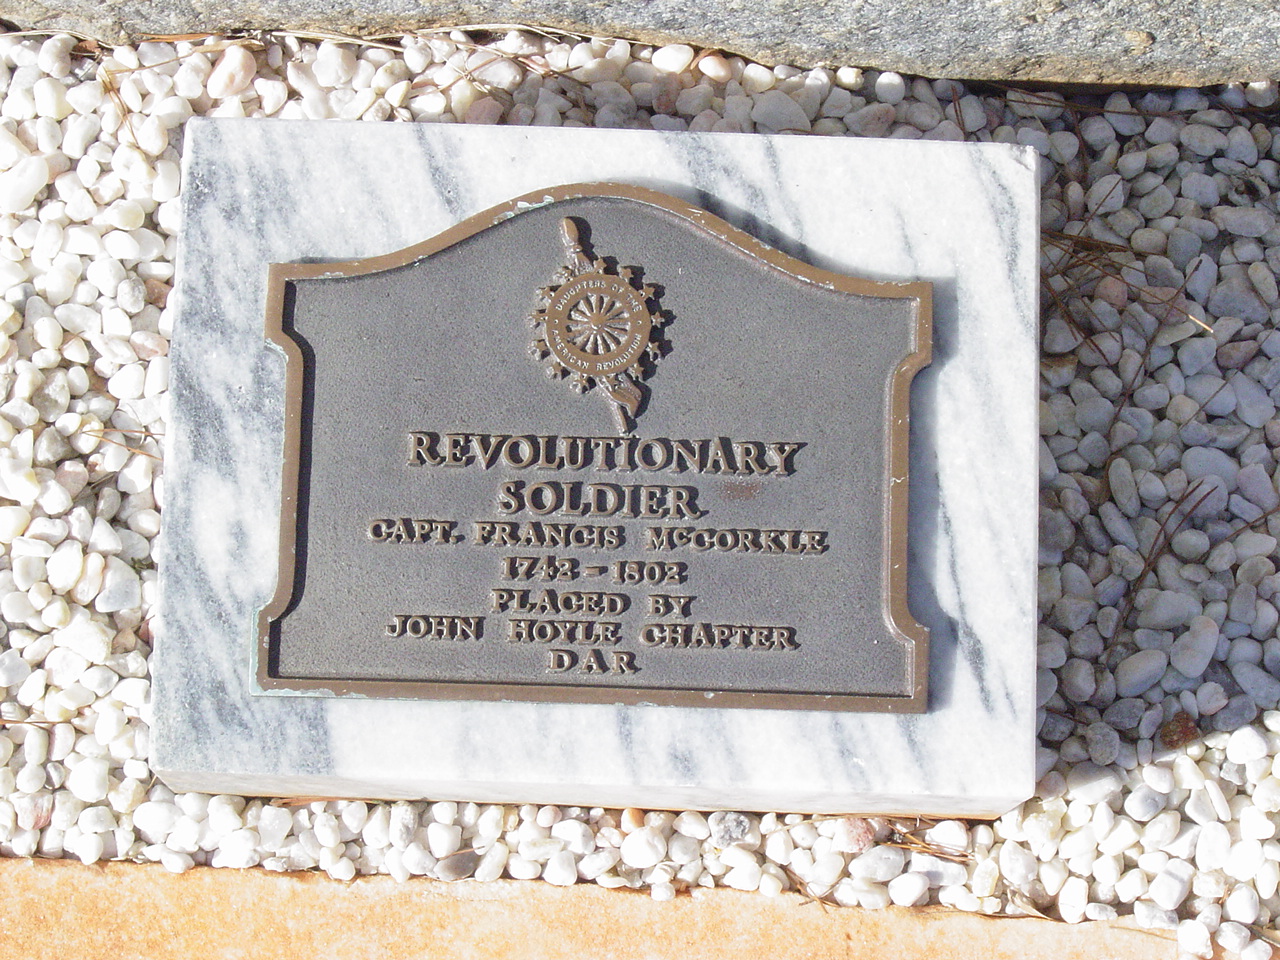 DAUGHTERS OF THE
AMERICAN REVOLUTION
REVOLUTIONARY
SOLDIER
CAPT. FRANCIS MCCORKLE
1742 - 1802
PLACED BY
JOHN HOYLE CHAPTER
DAR